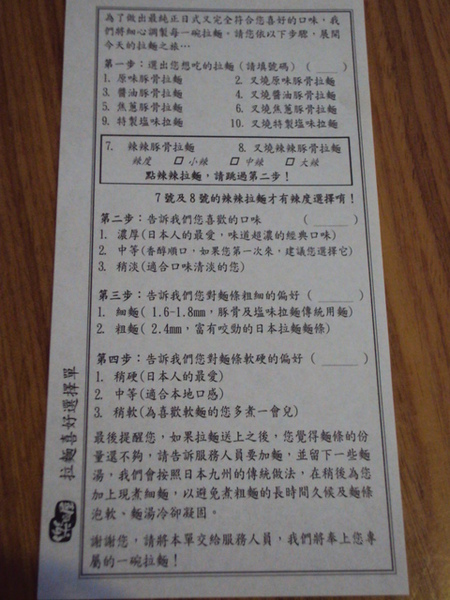 為了做出最純正日式又完全符合您喜好的口味,我
們將細心調製每一碗拉麵。請您依以下步驟,展開
今天的拉麵之旅…
第一步:選出您想吃的拉麵(請填號碼) (____)
1. 原味豚骨拉麵 2. 叉燒原味豚骨拉麵
3. 醬油豚骨拉麵 4. 叉燒醬油豚骨拉麵
5. 焦蔥豚骨拉麵 6. 叉燒焦蔥豚骨拉麵
9. 特製塩味拉麵 10. 叉燒特製塩味拉麵
7. 辣辣豚骨拉麵 8. 叉燒辣辣豚骨拉麵
辣度 □小辣 □中辣 □大辣
點辣辣拉麵,請跳過第二步!
7號及8號的辣辣拉麵才有辣度選擇唷!
第二步:告訴我們您喜歡的口味 (____)
1. 濃厚(日本人的最愛,味道超濃的經典口味)
2. 中等(香醇順口,如果您第一次來,建議您選擇它)
3. 稍淡(適合口味清淡的您)
第三步:告訴我們您對麵條粗細的偏好 (____)
1. 細麵(1.6-1.8mm,豚骨及塩味拉麵傳統用麵)
2. 粗麵(2.4mm,富有咬勁的日本拉麵麵條)
第四步:告訴我們您對麵條軟硬的偏好 (____)
1. 稍硬(日本人的最愛)
2. 中等(適合本地口感)
3. 稍軟(為喜歡軟麵的您多煮一會兒)
最後提醒您,如果拉麵送上之後,您覺得麵條的份
量還不夠,請告訴服務人員要加麵,並留下一些麵
湯,我們會按照日本九州的傳統做法,在稍後為您
加上現煮細麵,以避免煮粗麵的長時間久候及麵條
泡軟、麵湯冷卻凝固。
謝謝您,請將本單交給服務人員,我們將奉上您專
屬的一碗拉麵!
拉麵喜好選擇單